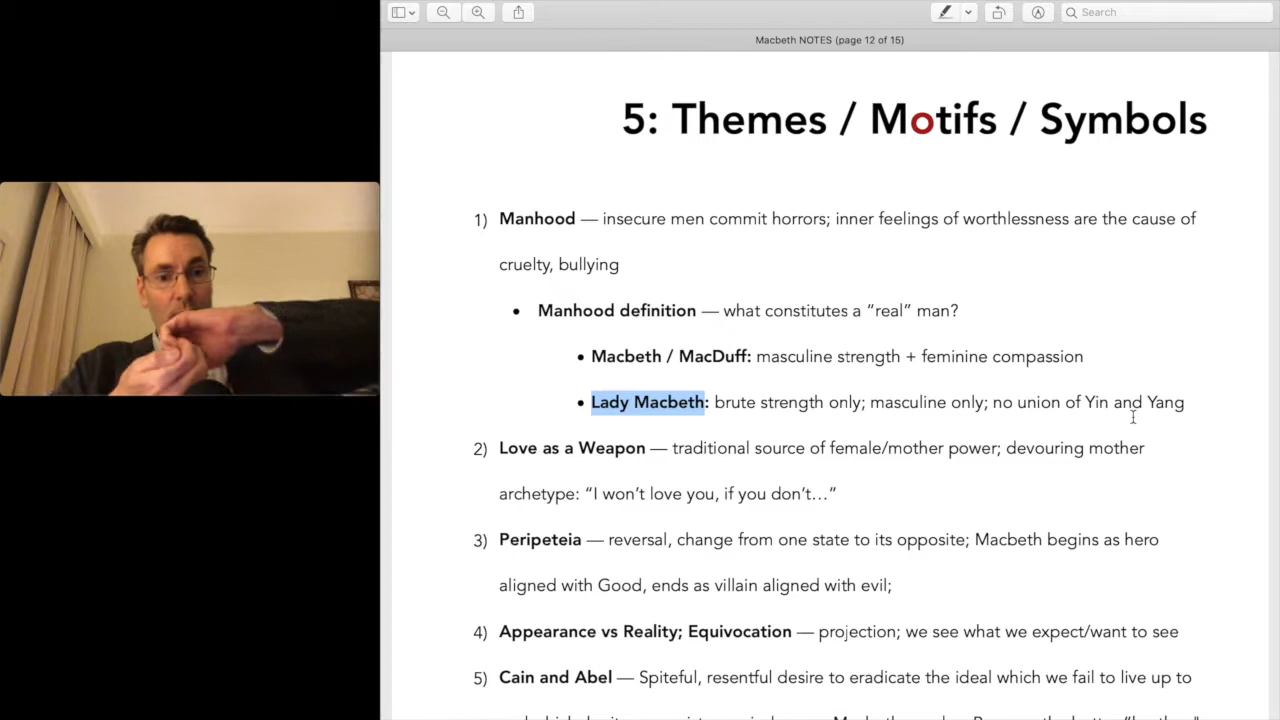 Search
Macbeth NOTES (page 12 of 15)
5: Themes / Motifs / Symbols
1) Manhood — insecure men commit horrors; inner feelings of worthlessness are the cause of
cruelty, bullying
• Manhood definition — what constitutes a “real” man?
• Macbeth / MacDuff: masculine strength + feminine compassion
• Lady Macbeth: brute strength only; masculine only; no union of Yin and Yang
2) Love as a Weapon — traditional source of female/mother power; devouring mother
archetype: “I won’t love you, if you don’t…”
3) Peripeteia — reversal, change from one state to its opposite; Macbeth begins as hero
aligned with Good, ends as villain aligned with evil;
4) Appearance vs Reality; Equivocation — projection; we see what we expect/want to see
5) Cain and Abel — Spiteful, resentful desire to eradicate the ideal which we fail to live up to